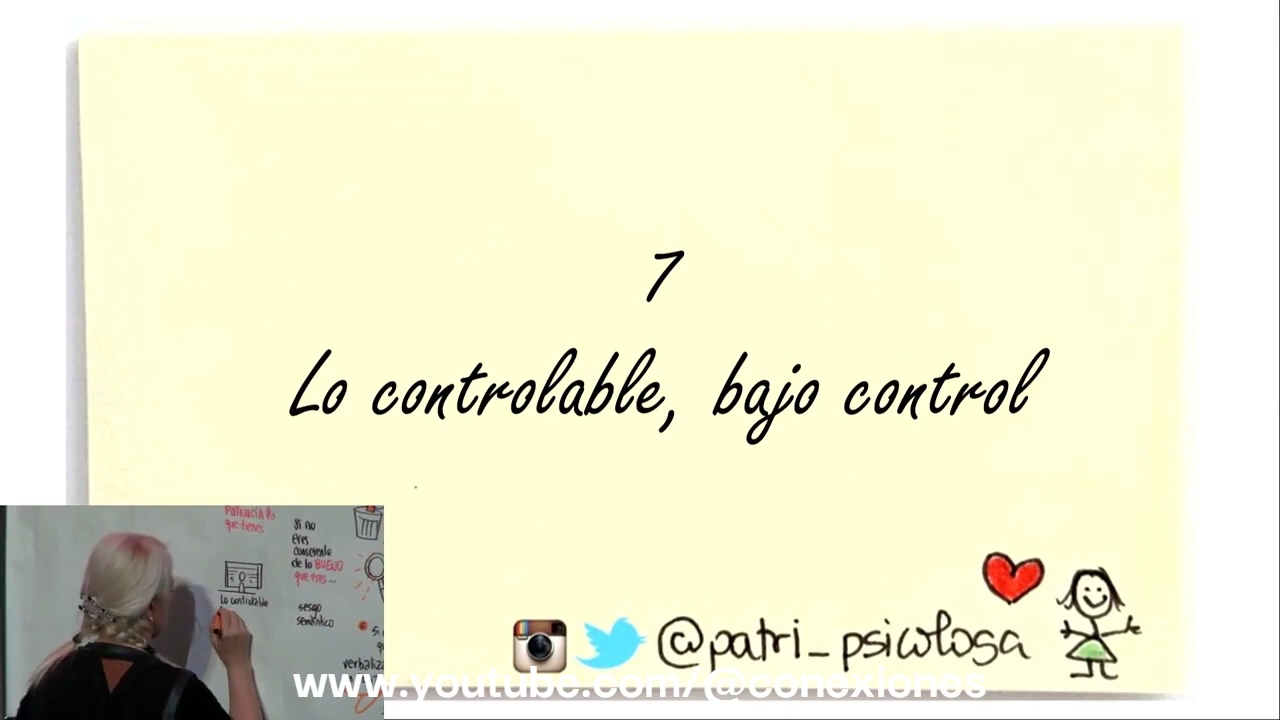 7
Lo controlable, bajo control
@patri_psicologa
www.youtube.com/@conexiones
POTENCIA lo
que tienes
Si no
eres
consciente
de lo BUENO
que eres...
Lo controlable
sesgo
semántico
verbaliza